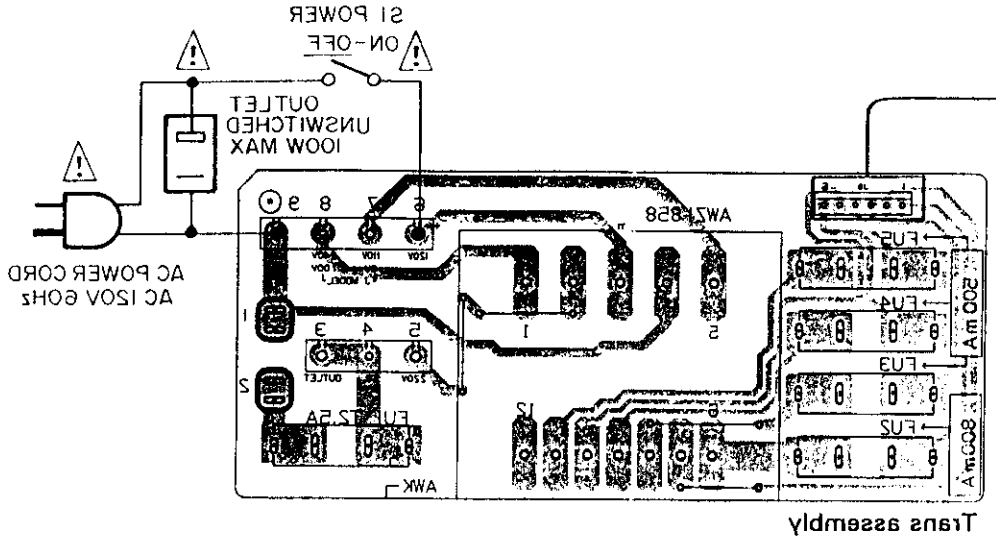 S1 POWER
ON-OFF
OUTLET
UNSWITCHED
100W MAX
AC POWER CORD
AC 120V 60Hz
9 8 7 6
110V 120V
1
2
3 4 5
OUTLET 220V
T2.5A
AWK
1 5
12
FU5
FU4
500mA
FU3
FU2
800mA
Trans assembly